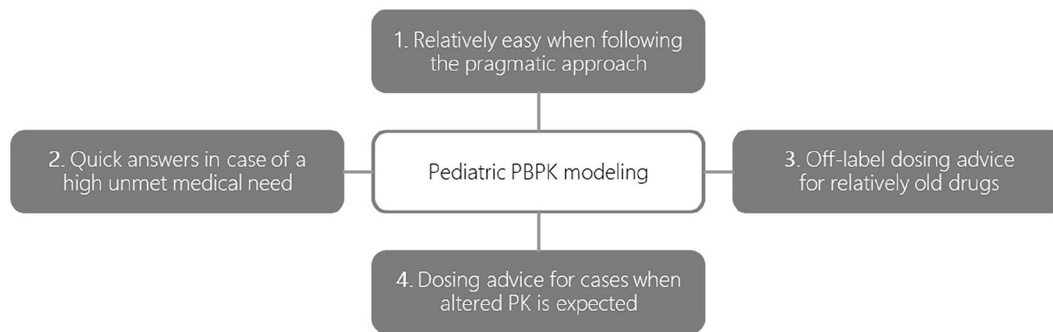 1. Relatively easy when following
the pragmatic approach
2. Quick answers in case of a
high unmet medical need
Pediatric PBPK modeling
3. Off-label dosing advice
for relatively old drugs
4. Dosing advice for cases when
altered PK is expected